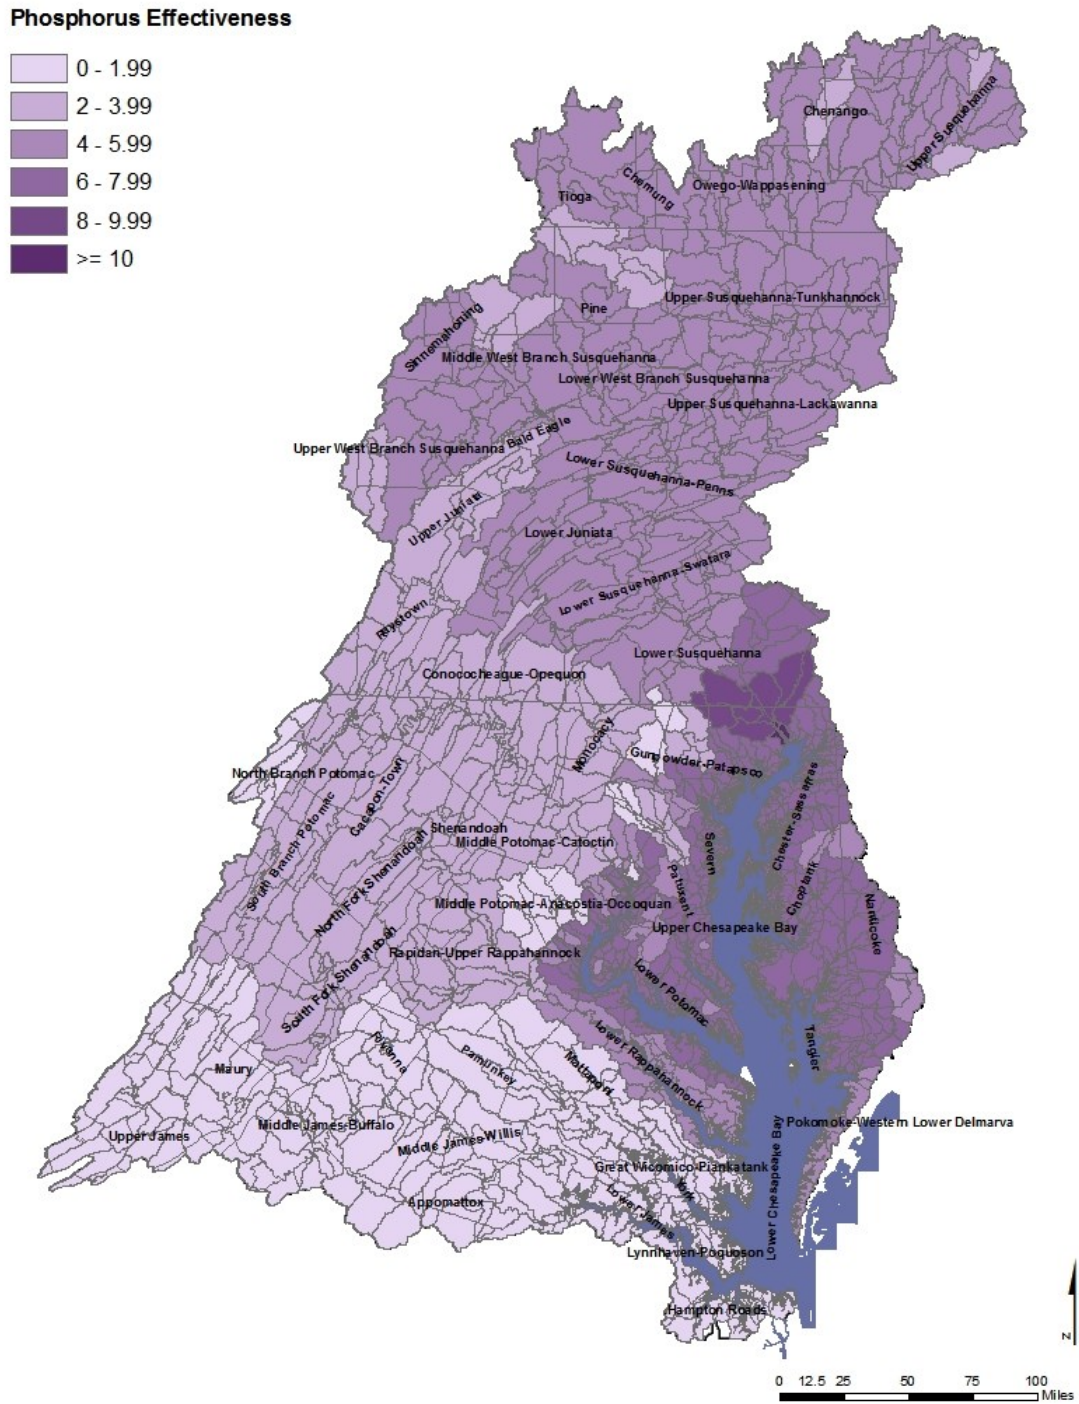 Phosphorus Effectiveness
0 - 1.99
2 - 3.99
4 - 5.99
6 - 7.99
8 - 9.99
>= 10
Chenango
Upper Susquehanna
Chemung
Owego-Wappasening
Tioga
Upper Susquehanna-Tunkhannock
Pine
Sinnemahoning
Middle West Branch Susquehanna
Lower West Branch Susquehanna
Upper Susquehanna-Lackawanna
Bald Eagle
Upper West Branch Susquehanna
Lower Susquehanna-Penns
Upper Juniata
Lower Juniata
Lower Susquehanna-Swatara
Raystown
Lower Susquehanna
Conococheague-Opequon
Monocacy
Gunpowder-Patapsco
North Branch Potomac
Cacapon-Town
Chester-Sassafras
South Branch Potomac
Shenandoah
Middle Potomac-Catoctin
Severn
North Fork Shenandoah
Patuxent
Choptank
Middle Potomac-Anacostia-Occoquan
Nanticoke
Upper Chesapeake Bay
Rapidan-Upper Rappahannock
South Fork Shenandoah
Lower Potomac
Tangier
Rivanna
Pamunkey
Mattaponi
Lower Rappahannock
Maury
Pokomoke-Western Lower Delmarva
Middle James-Buffalo
Upper James
Middle James-Willis
Great Wicomico-Piankatank
York
Lower Chesapeake Bay
Appomattox
Lower James
Lynnhaven-Poquoson
Hampton Roads
N
0 12.5 25 50 75 100
Miles